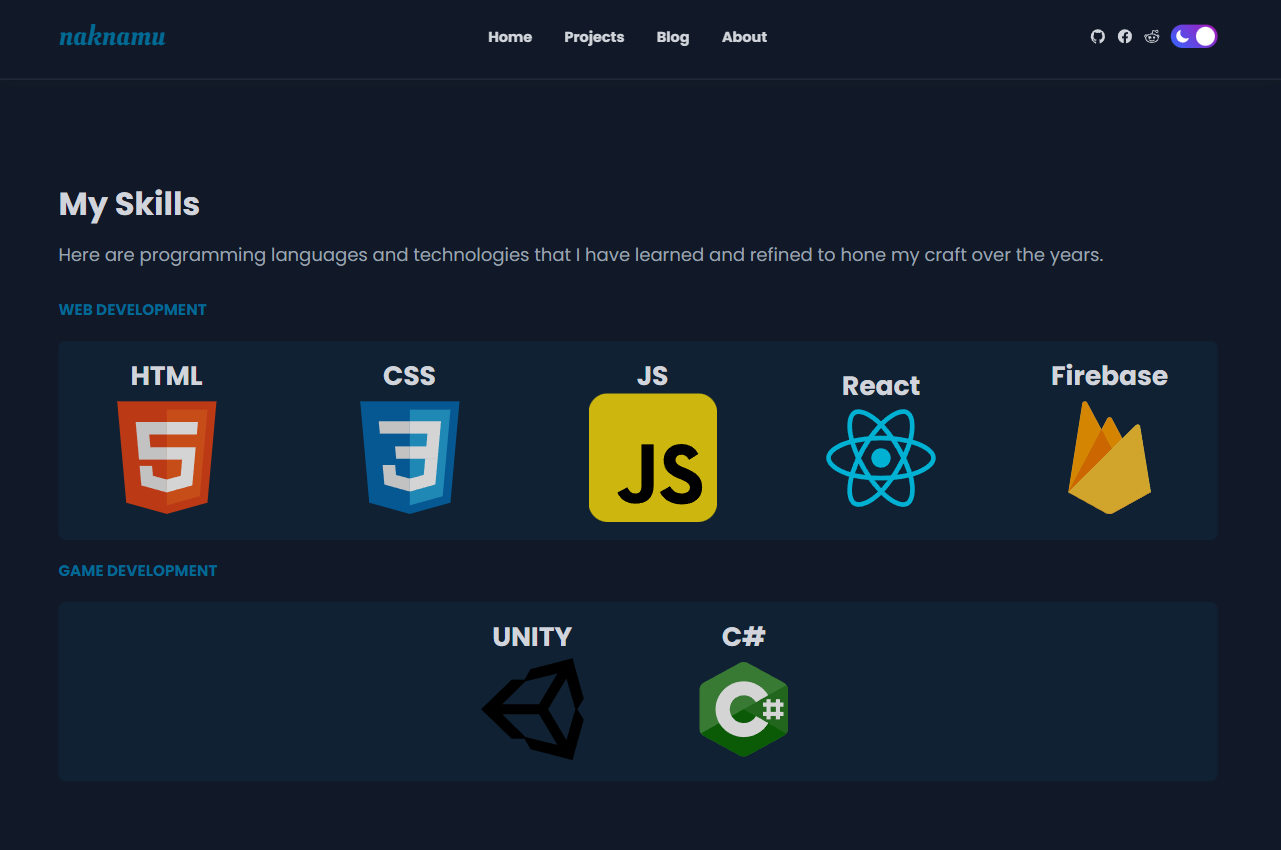 naknamu
Home Projects Blog About
My Skills
Here are programming languages and technologies that I have learned and refined to hone my craft over the years.
WEB DEVELOPMENT
HTML CSS JS React Firebase
5 3 JS
GAME DEVELOPMENT
UNITY C#
C#